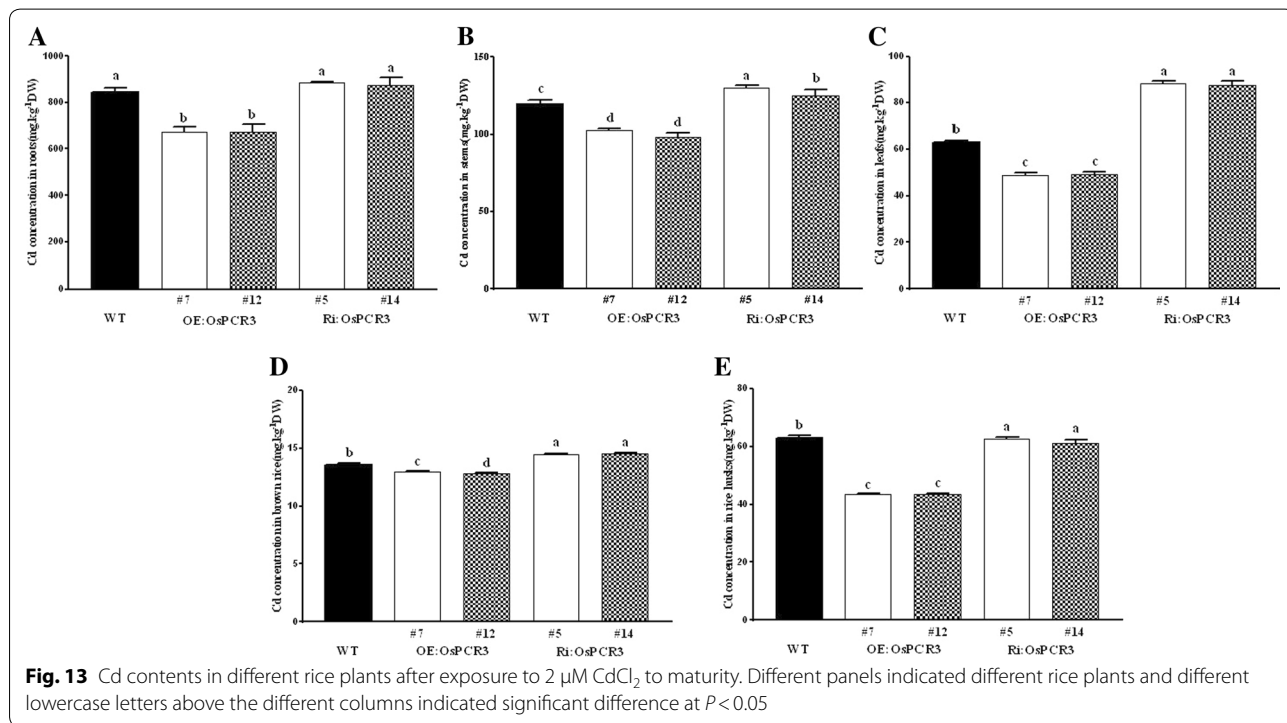 A
Cd concentration in roots(mg.kg⁻¹DW)
1000
800
600
400
200
0
a
b
b
a
a
#7 #12 #5 #14
WT OE:OsPCR3 Ri:OsPCR3
B
Cd concentration in stems(mg.kg⁻¹DW)
150
100
50
0
c
d
d
a
b
#7 #12 #5 #14
WT OE:OsPCR3 Ri:OsPCR3
C
Cd concentration in leafs(mg.kg⁻¹DW)
100
80
60
40
20
0
b
c
c
a
a
#7 #12 #5 #14
WT OE:OsPCR3 Ri:OsPCR3
D
Cd concentration in brown rice(mg.kg⁻¹DW)
20
15
10
5
0
b
c
d
a
a
#7 #12 #5 #14
WT OE:OsPCR3 Ri:OsPCR3
E
Cd concentration in rice husks(mg.kg⁻¹DW)
80
60
40
20
0
b
c
c
a
a
#7 #12 #5 #14
WT OE:OsPCR3 Ri:OsPCR3
Fig. 13 Cd contents in different rice plants after exposure to 2 µM CdCl₂ to maturity. Different panels indicated different rice plants and different
lowercase letters above the different columns indicated significant difference at P < 0.05